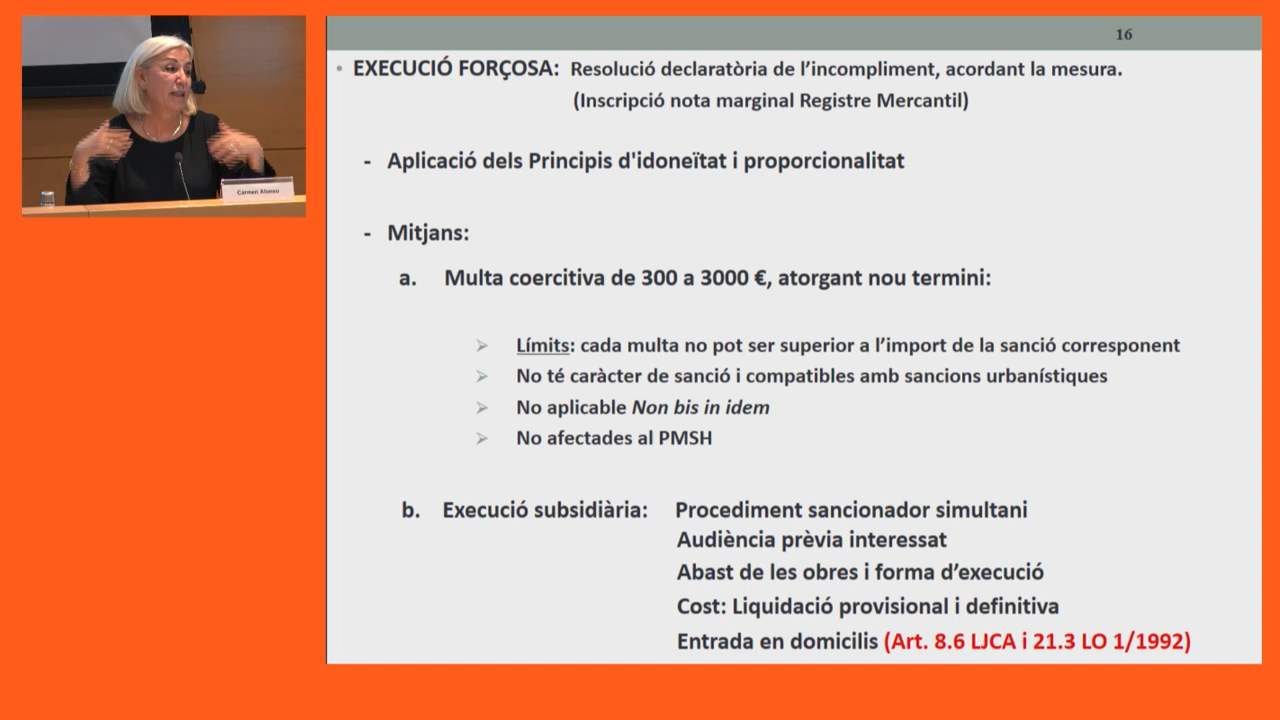 Carmen Alonso
16
• EXECUCIÓ FORÇOSA: Resolució declaratòria de l’incompliment, acordant la mesura.
(Inscripció nota marginal Registre Mercantil)
- Aplicació dels Principis d'idoneïtat i proporcionalitat
- Mitjans:
a. Multa coercitiva de 300 a 3000 €, atorgant nou termini:
Límits: cada multa no pot ser superior a l’import de la sanció corresponent
No té caràcter de sanció i compatibles amb sancions urbanístiques
No aplicable Non bis in idem
No afectades al PMSH
b. Execució subsidiària: Procediment sancionador simultani
Audiència prèvia interessat
Abast de les obres i forma d’execució
Cost: Liquidació provisional i definitiva
Entrada en domicilis (Art. 8.6 LJCA i 21.3 LO 1/1992)